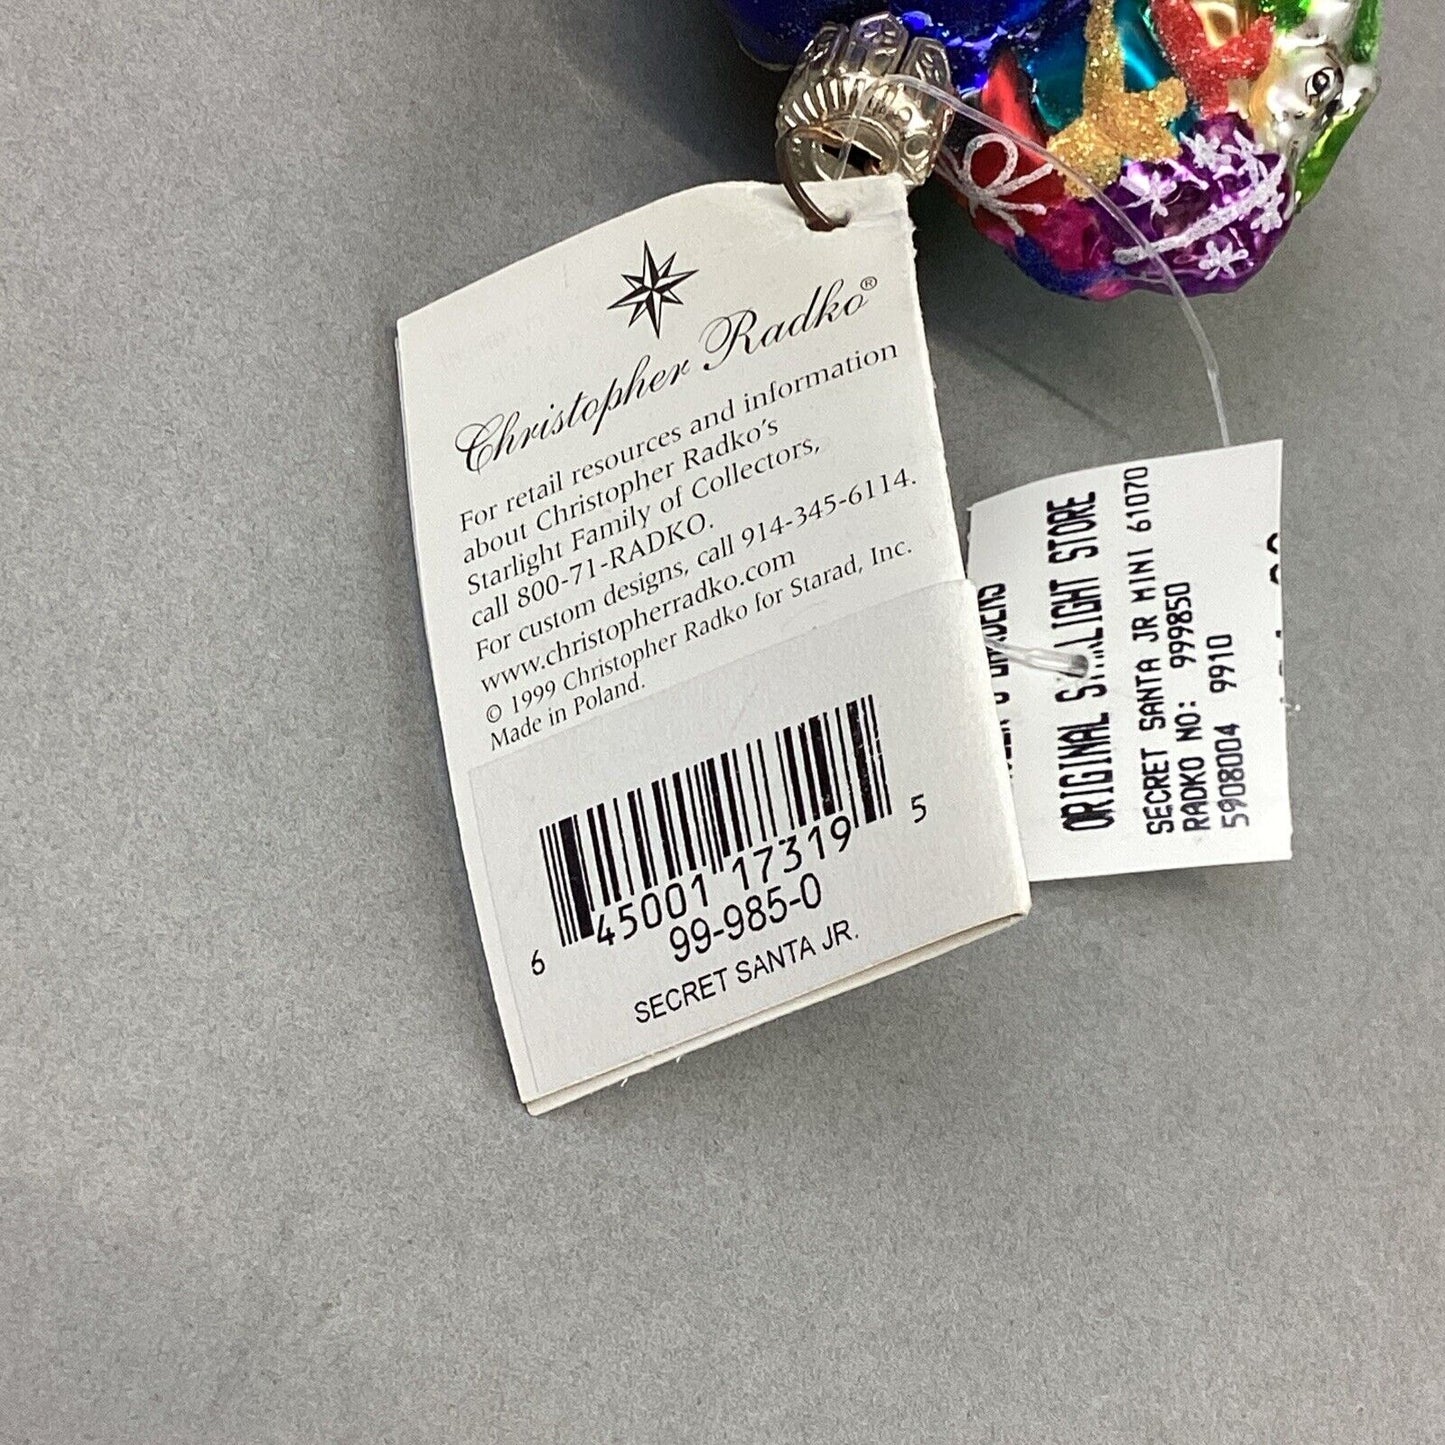 Christopher Radko®
For retail resources and information
about Christopher Radko's
Starlight Family of Collectors,
call 800-71-RADKO.
For custom designs, call 914-345-6114.
www.christopherradko.com
© 1999 Christopher Radko for Starad, Inc.
Made in Poland.
6 45001 17319 5
99-985-0
SECRET SANTA JR.
ORIGINAL STARLIGHT STORE
SECRET SANTA JR MINI 61070
RADKO NO: 999850
5908004 9910